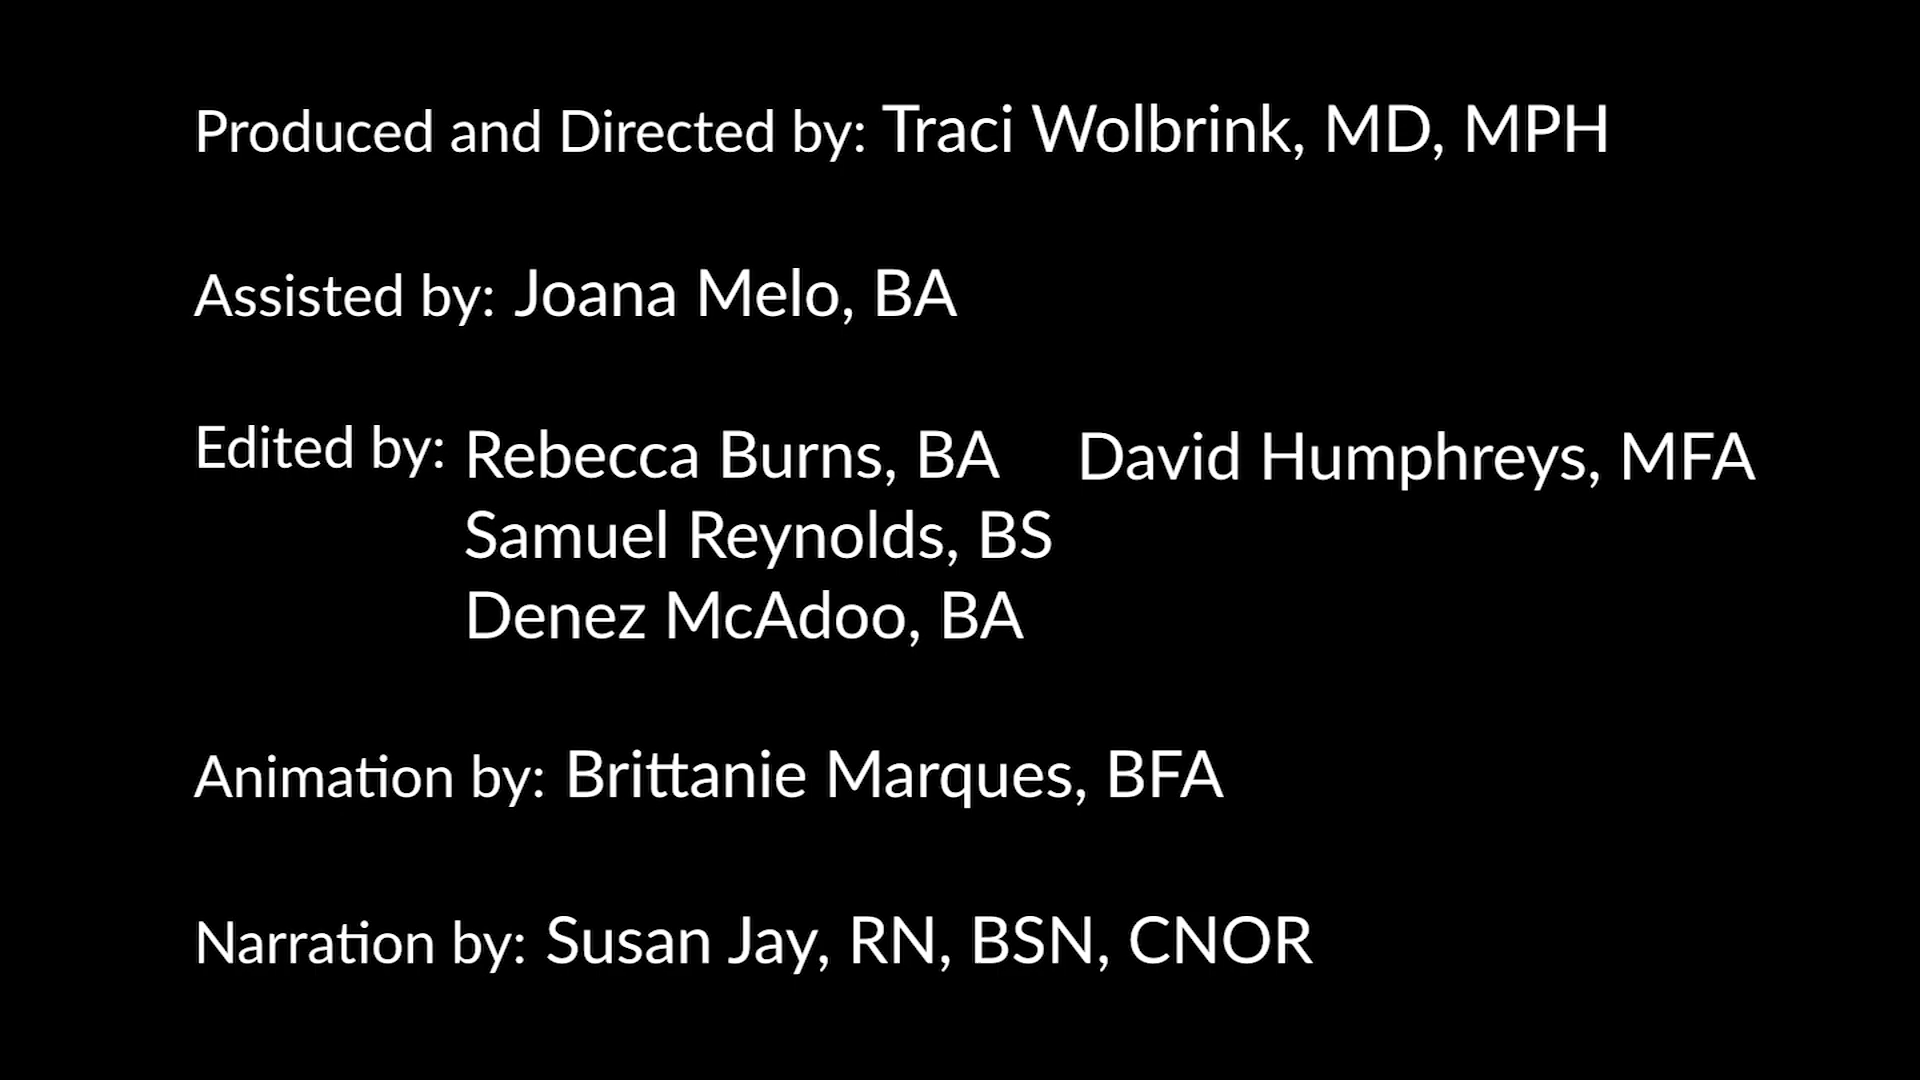 Produced and Directed by: Traci Wolbrink, MD, MPH
Assisted by: Joana Melo, BA
Edited by: Rebecca Burns, BA David Humphreys, MFA
Samuel Reynolds, BS
Denez McAdoo, BA
Animation by: Brittanie Marques, BFA
Narration by: Susan Jay, RN, BSN, CNOR